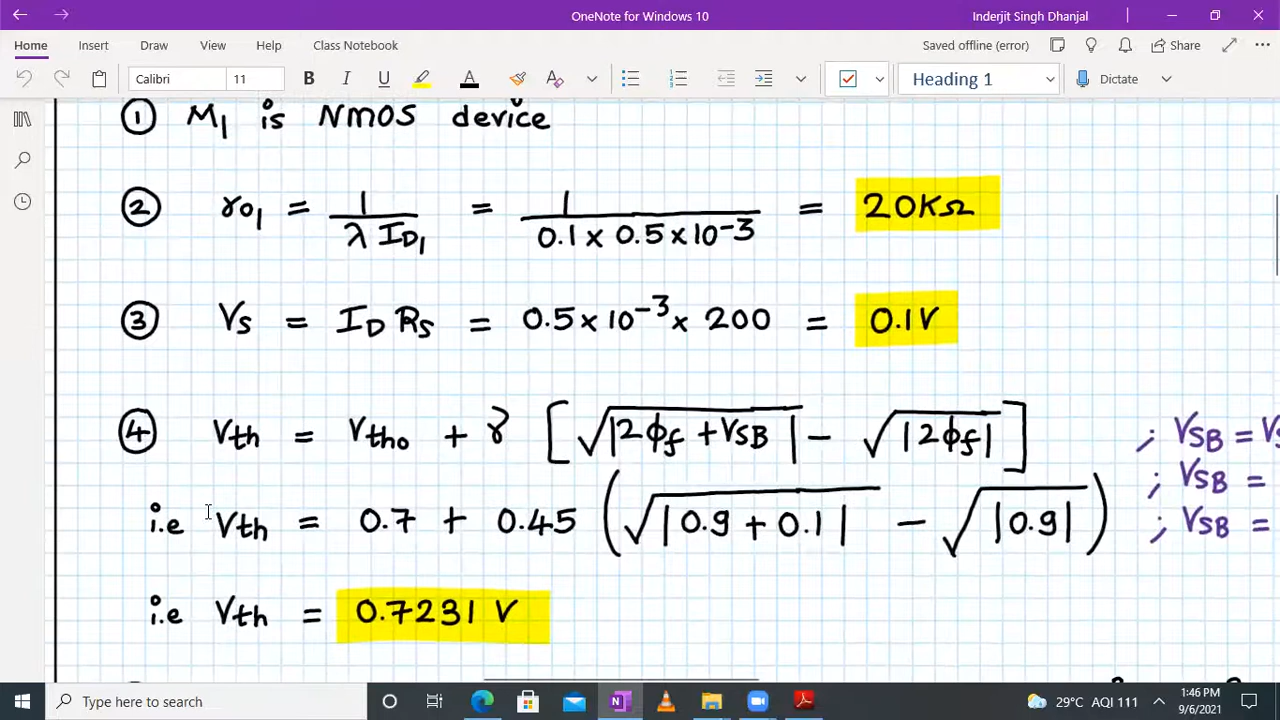 OneNote for Windows 10
Inderjit Singh Dhanjal
Home Insert Draw View Help Class Notebook
Saved offline (error)
Share
Calibri 11 B I U A Heading 1 Dictate
① M₁ is NMOS device
② ro₁ = 1 / λ I_D₁ = 1 / 0.1 x 0.5 x 10⁻³ = 20KΩ
③ Vs = I_D Rs = 0.5 x 10⁻³ x 200 = 0.1V
④ Vth = Vtho + γ [ √|2ϕf + VSB| − √|2ϕf| ] ; VSB = Vs
; VSB =
i.e Vth = 0.7 + 0.45 ( √|0.9 + 0.1| − √|0.9| ) ; VSB =
i.e Vth = 0.7231 V
Type here to search
29°C AQI 111
1:46 PM
9/6/2021